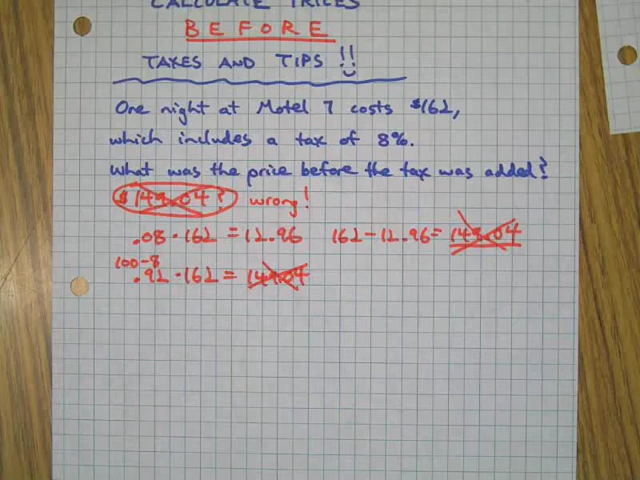 CALCULATE PRICES
BEFORE
TAXES AND TIPS !!
One night at Motel 7 costs $162,
which includes a tax of 8%.
What was the price before the tax was added?
$149.04? wrong!
.08 · 162 = 12.96 162 - 12.96 = 149.04
100-8
.92 · 162 = 149.04